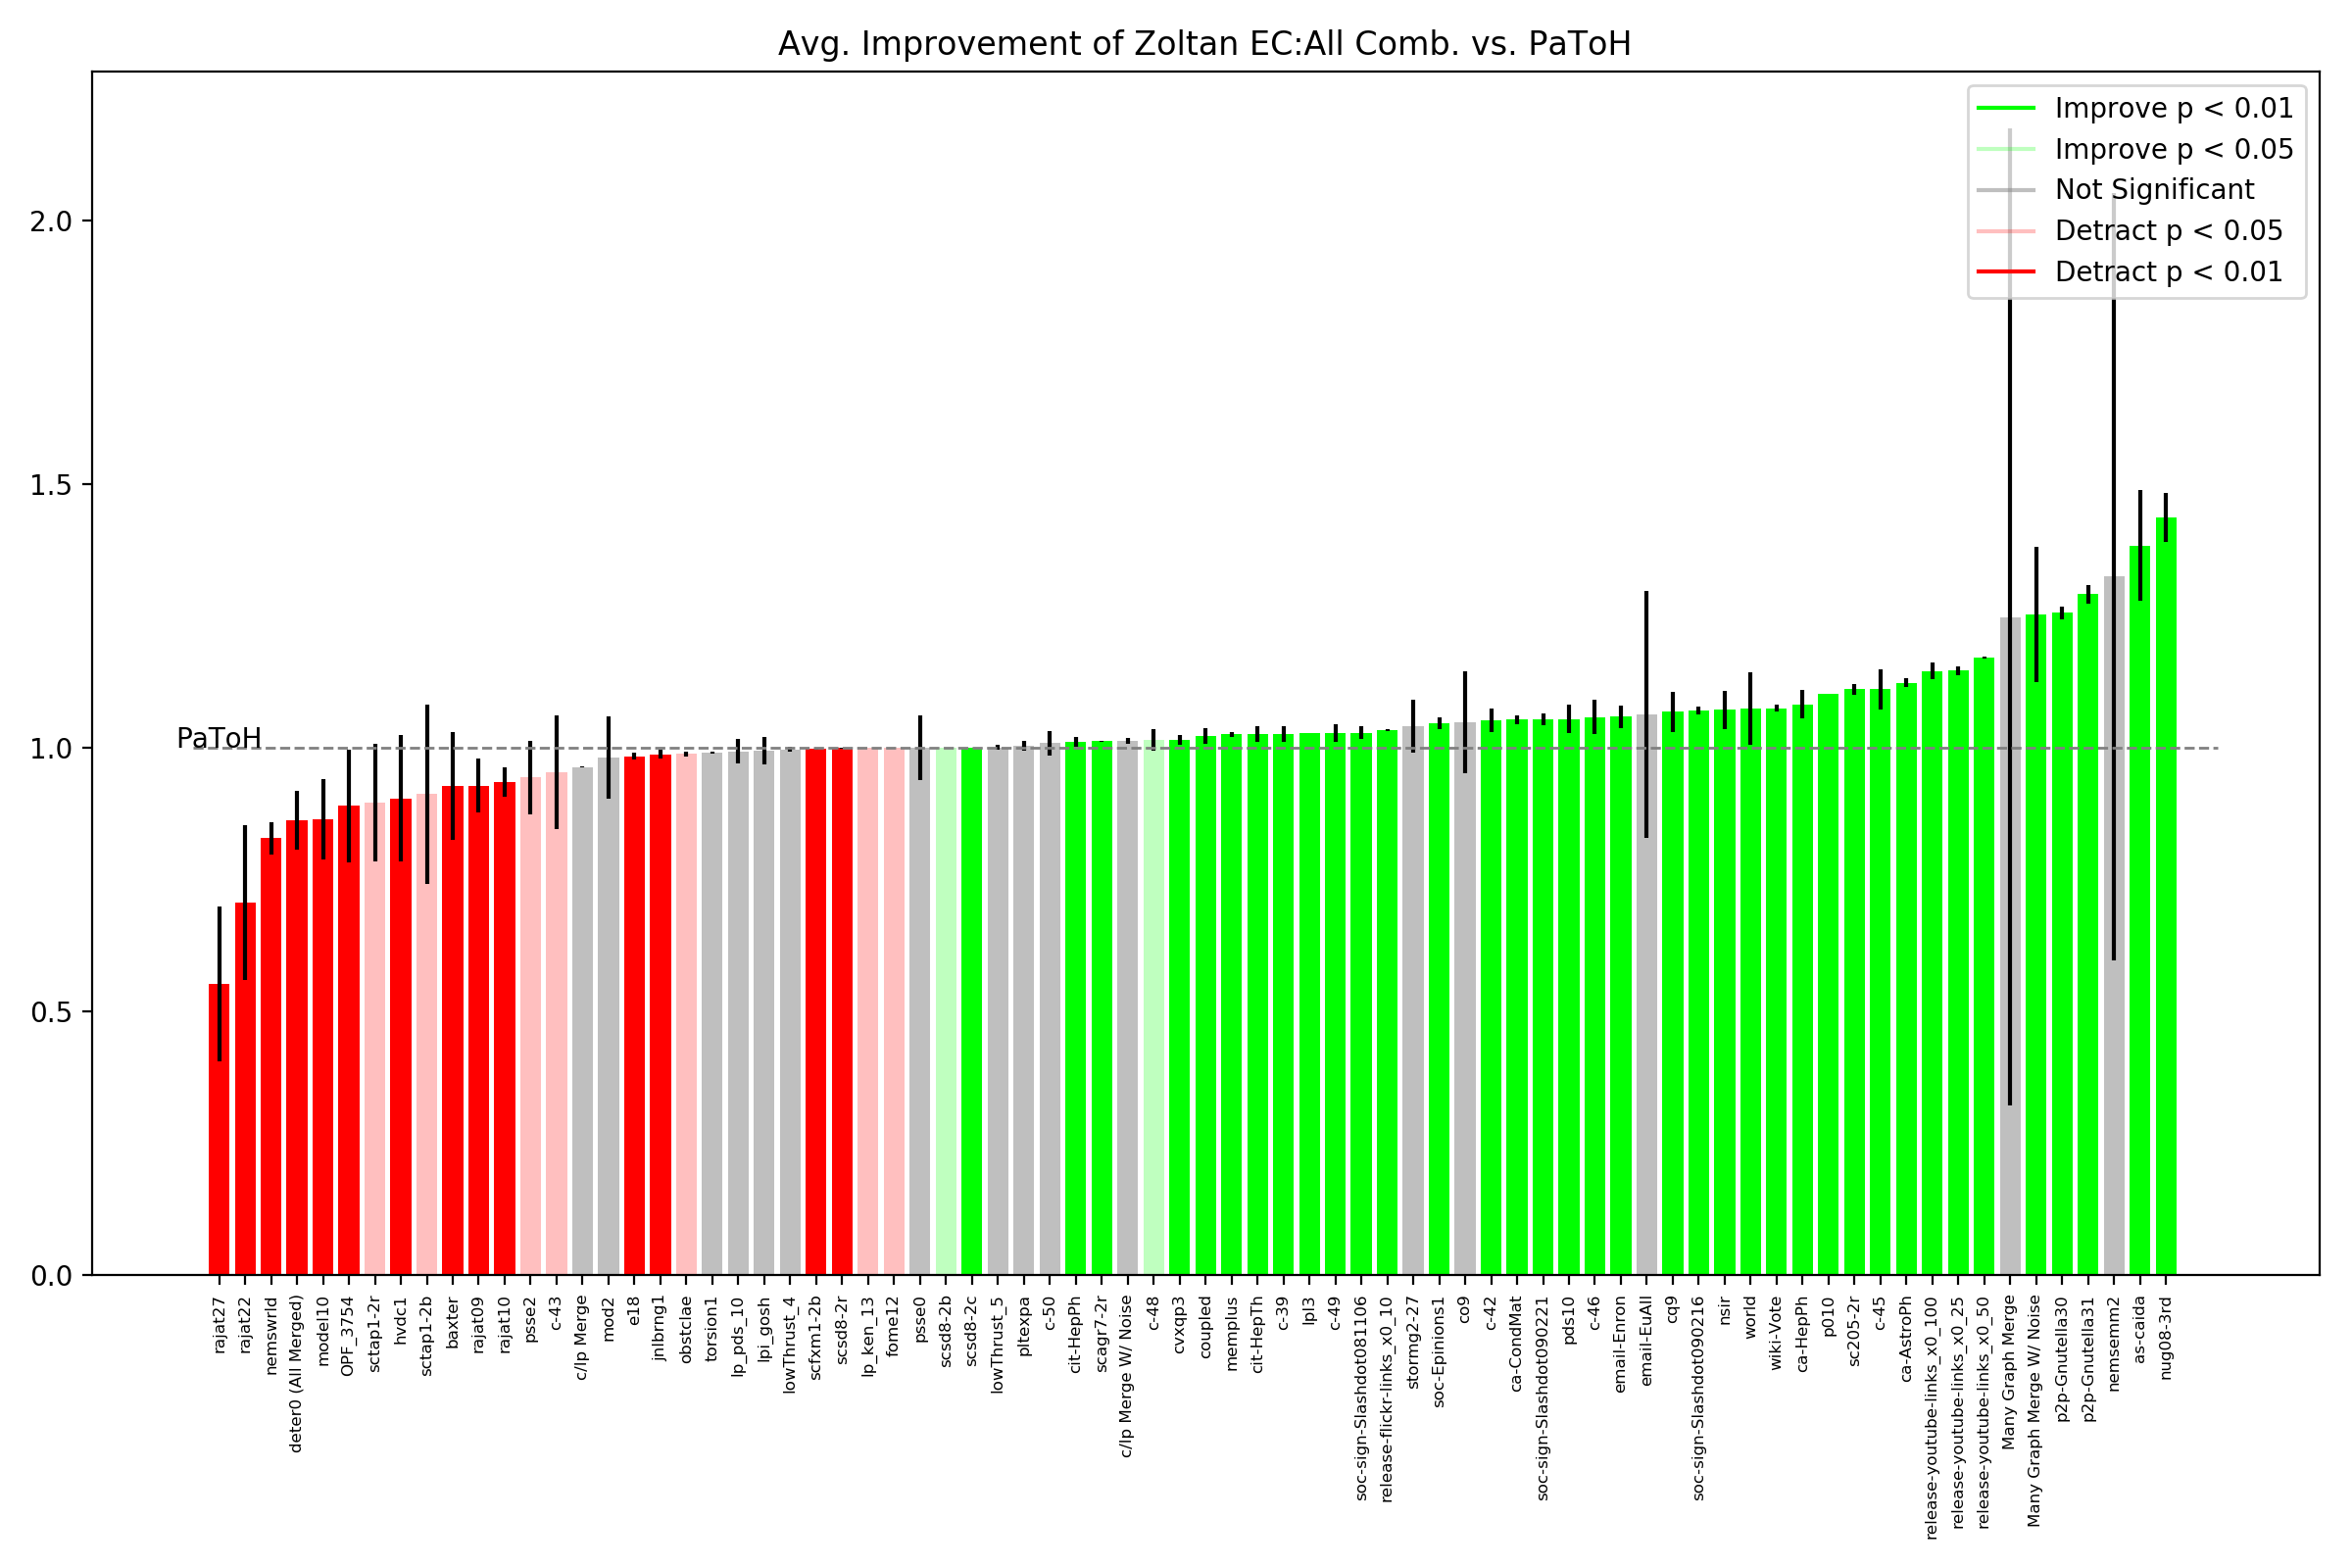 Avg. Improvement of Zoltan EC:All Comb. vs. PaToH
Improve p < 0.01
Improve p < 0.05
Not Significant
Detract p < 0.05
Detract p < 0.01
2.0
1.5
1.0
0.5
0.0
PaToH
rajat27
rajat22
nemswrld
deter0 (All Merged)
model10
OPF_3754
sctap1-2r
hvdc1
sctap1-2b
baxter
rajat09
rajat10
psse2
c-43
c/lp Merge
mod2
e18
jnlbrng1
obstclae
torsion1
lp_pds_10
lpi_gosh
lowThrust_4
scfxm1-2b
scsd8-2r
lp_ken_13
fome12
psse0
scsd8-2b
scsd8-2c
lowThrust_5
pltexpa
c-50
cit-HepPh
scagr7-2r
c/lp Merge W/ Noise
c-48
cvxqp3
coupled
memplus
cit-HepTh
c-39
lpl3
c-49
soc-sign-Slashdot081106
release-flickr-links_x0_10
stormg2-27
soc-Epinions1
co9
c-42
ca-CondMat
soc-sign-Slashdot090221
pds10
c-46
email-Enron
email-EuAll
cq9
soc-sign-Slashdot090216
nsir
world
wiki-Vote
ca-HepPh
p010
sc205-2r
c-45
ca-AstroPh
release-youtube-links_x0_100
release-youtube-links_x0_25
release-youtube-links_x0_50
Many Graph Merge
Many Graph Merge W/ Noise
p2p-Gnutella30
p2p-Gnutella31
nemsemm2
as-caida
nug08-3rd